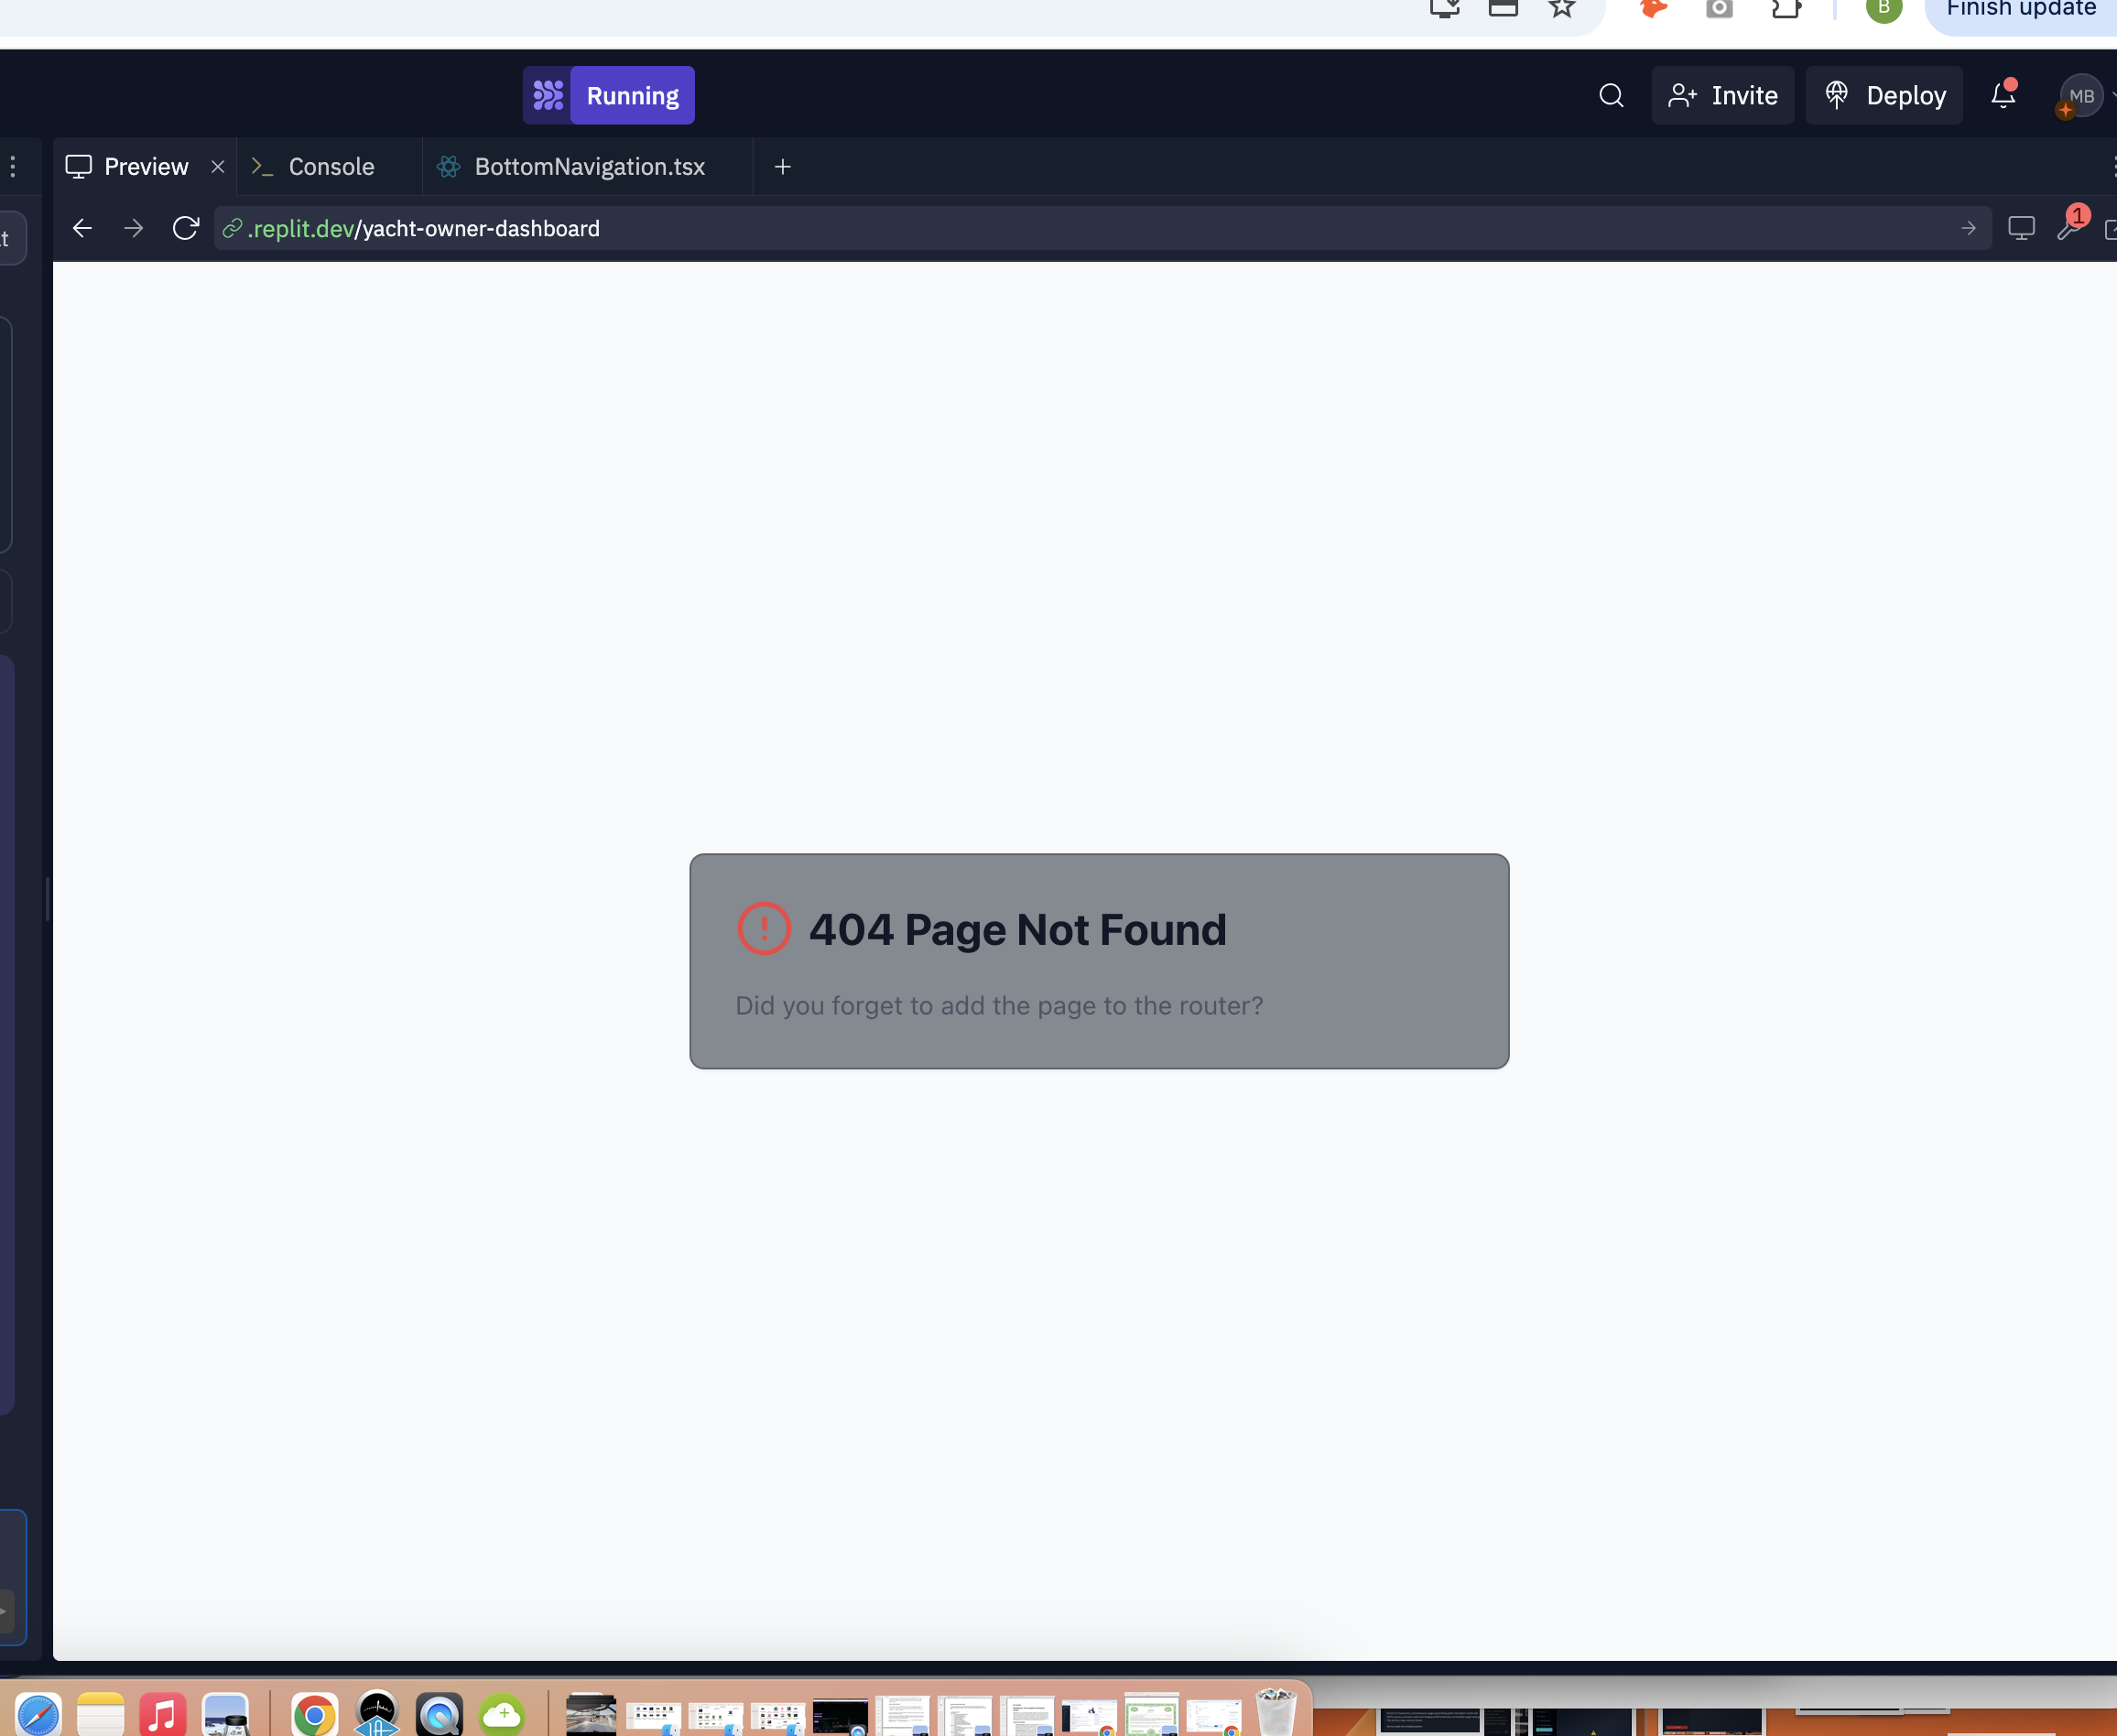 B
Finish update
Running
Invite
Deploy
MB
Preview
Console
BottomNavigation.tsx
t
.replit.dev/yacht-owner-dashboard
1
404 Page Not Found
Did you forget to add the page to the router?